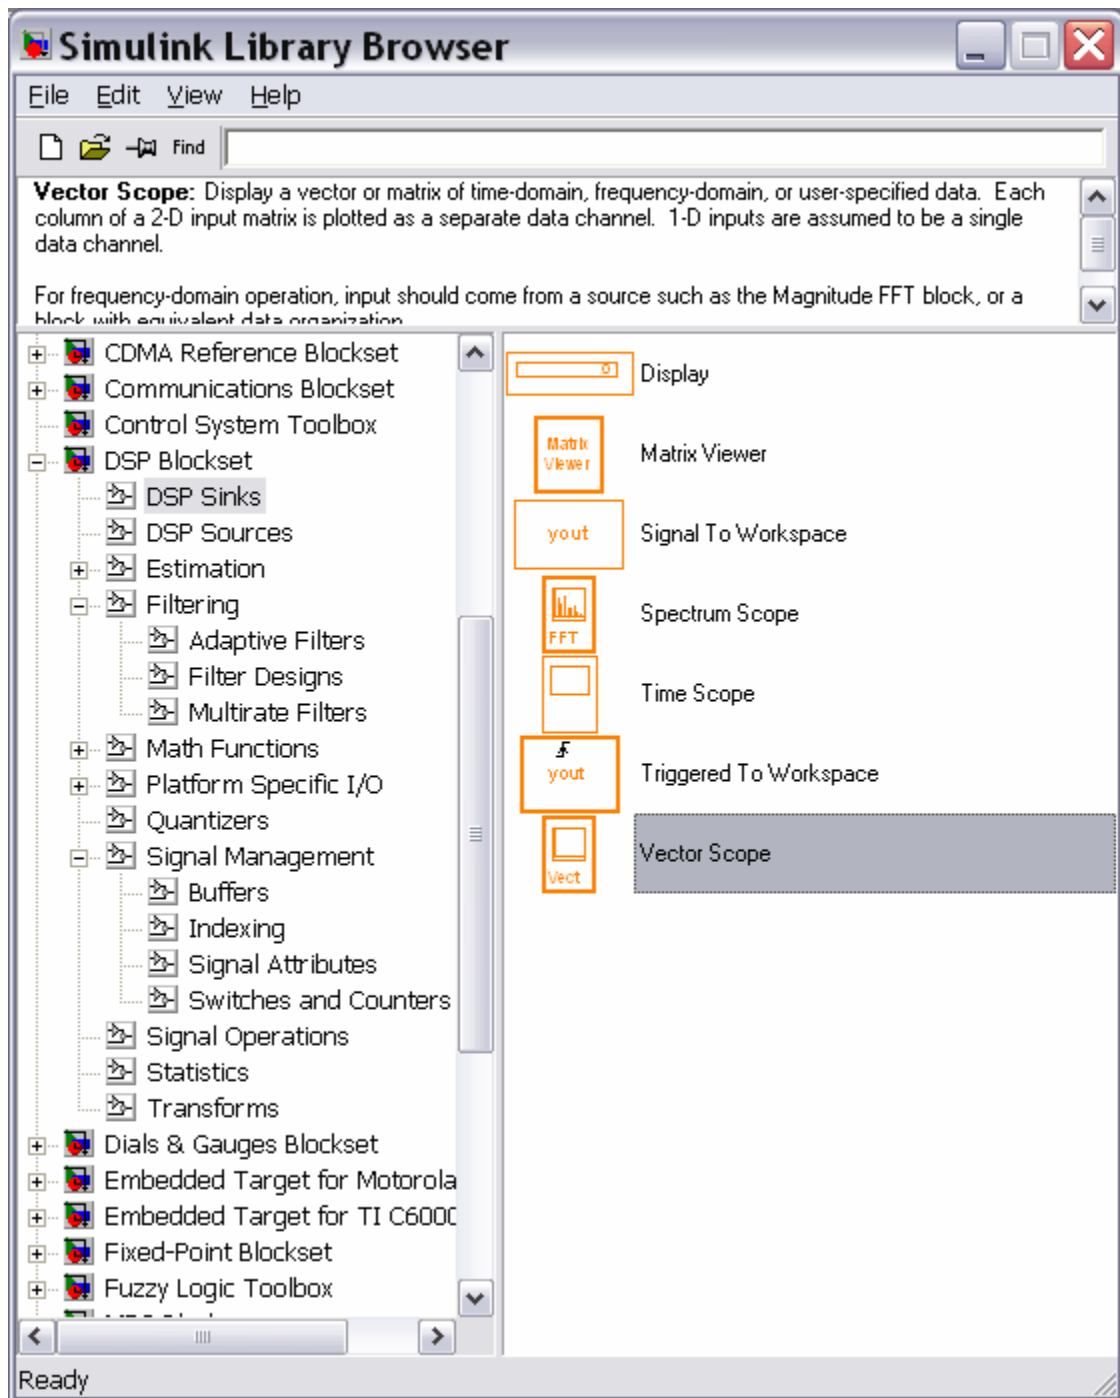 Simulink Library Browser
File Edit View Help
Find
Vector Scope: Display a vector or matrix of time-domain, frequency-domain, or user-specified data. Each
column of a 2-D input matrix is plotted as a separate data channel. 1-D inputs are assumed to be a single
data channel.
For frequency-domain operation, input should come from a source such as the Magnitude FFT block, or a
block with equivalent data organization
CDMA Reference Blockset
Communications Blockset
Control System Toolbox
DSP Blockset
DSP Sinks
DSP Sources
Estimation
Filtering
Adaptive Filters
Filter Designs
Multirate Filters
Math Functions
Platform Specific I/O
Quantizers
Signal Management
Buffers
Indexing
Signal Attributes
Switches and Counters
Signal Operations
Statistics
Transforms
Dials & Gauges Blockset
Embedded Target for Motorola
Embedded Target for TI C6000
Fixed-Point Blockset
Fuzzy Logic Toolbox
0
Display
Matrix
Viewer
Matrix Viewer
yout
Signal To Workspace
FFT
Spectrum Scope
Time Scope
yout
Triggered To Workspace
Vect
Vector Scope
Ready